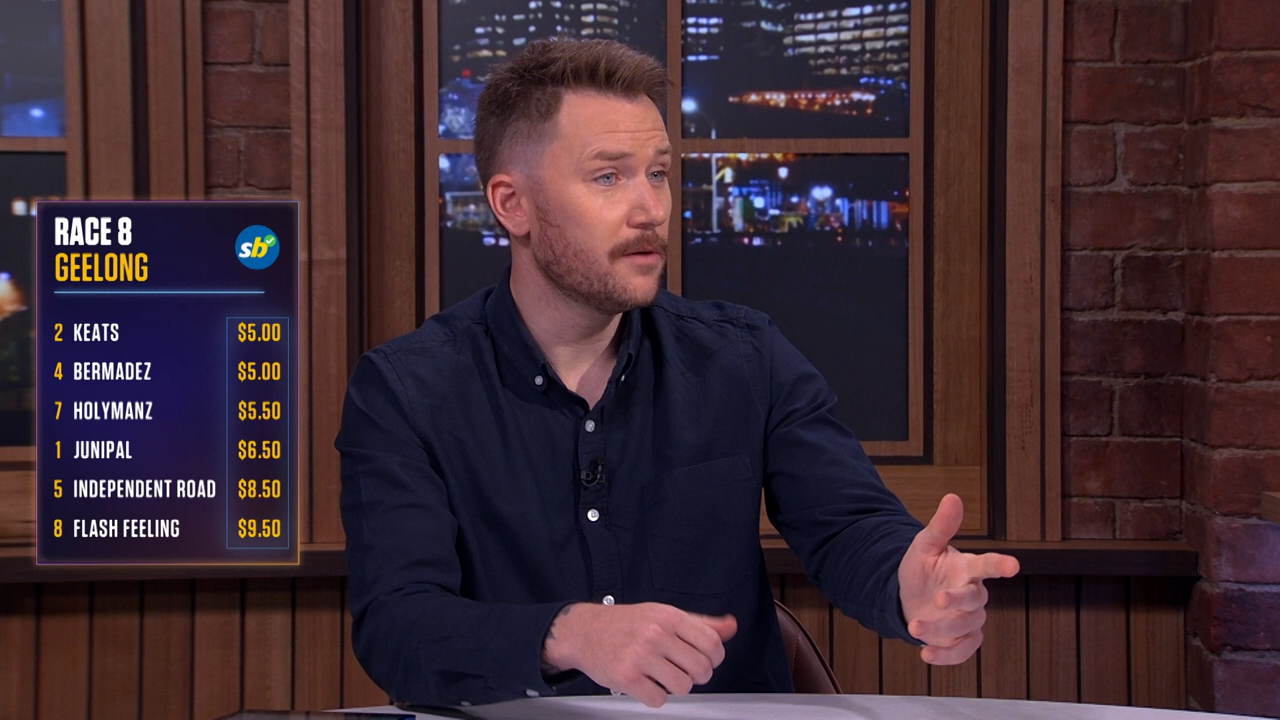 RACE 8
GEELONG
sb
2 KEATS $5.00
4 BERMADEZ $5.00
7 HOLYMANZ $5.50
1 JUNIPAL $6.50
5 INDEPENDENT ROAD $8.50
8 FLASH FEELING $9.50